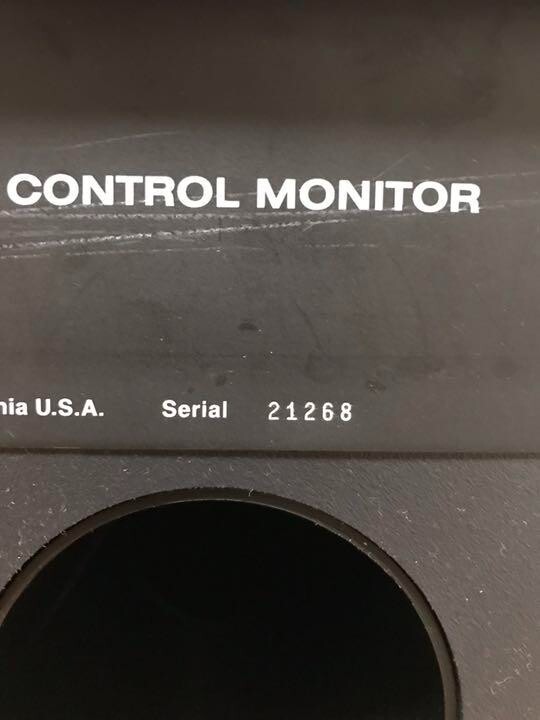 CONTROL MONITOR
nia U.S.A. Serial 21268